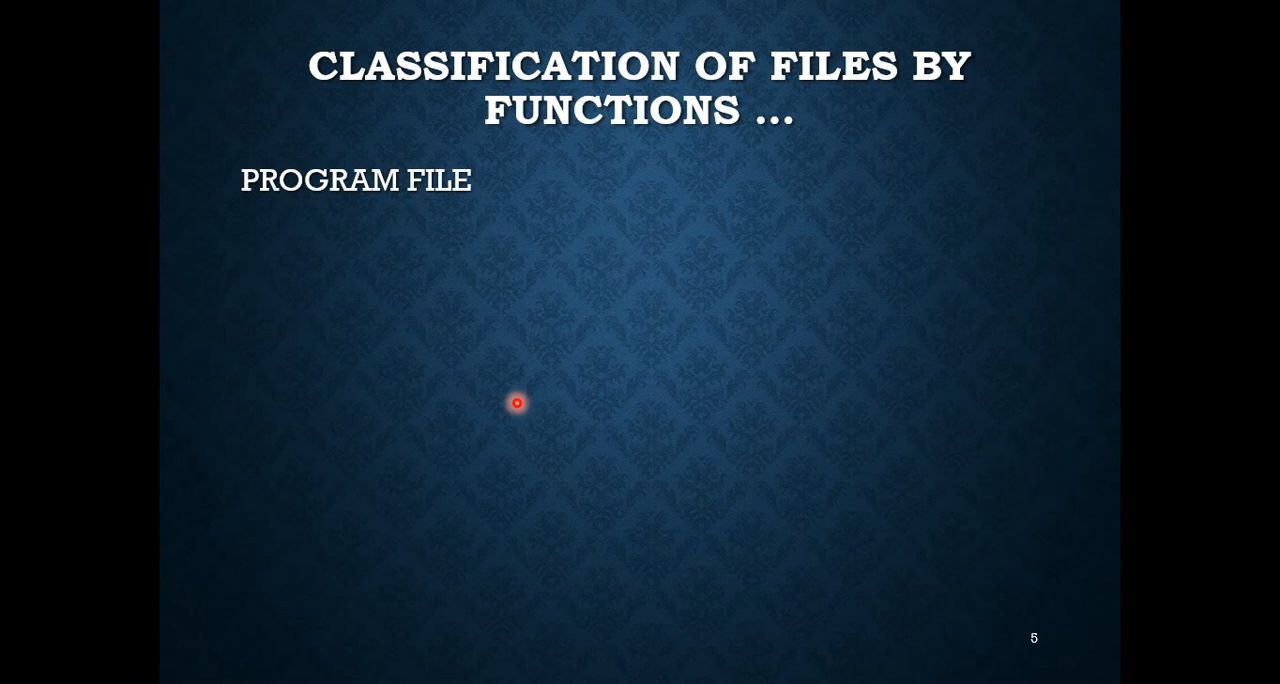 CLASSIFICATION OF FILES BY
FUNCTIONS ...
PROGRAM FILE
5